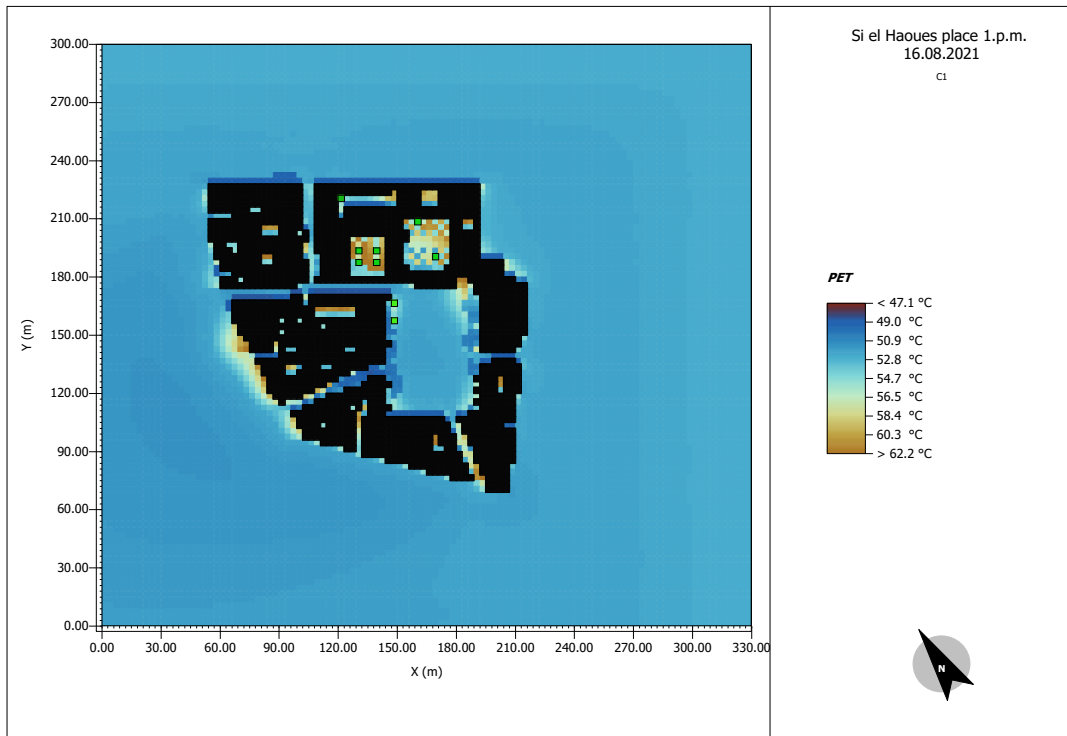 Si el Haoues place 1.p.m.
16.08.2021
C1
300.00
270.00
240.00
210.00
180.00
150.00
120.00
90.00
60.00
30.00
0.00
Y (m)
0.00 30.00 60.00 90.00 120.00 150.00 180.00 210.00 240.00 270.00 300.00 330.00
X (m)
PET
< 47.1 °C
49.0 °C
50.9 °C
52.8 °C
54.7 °C
56.5 °C
58.4 °C
60.3 °C
> 62.2 °C
N